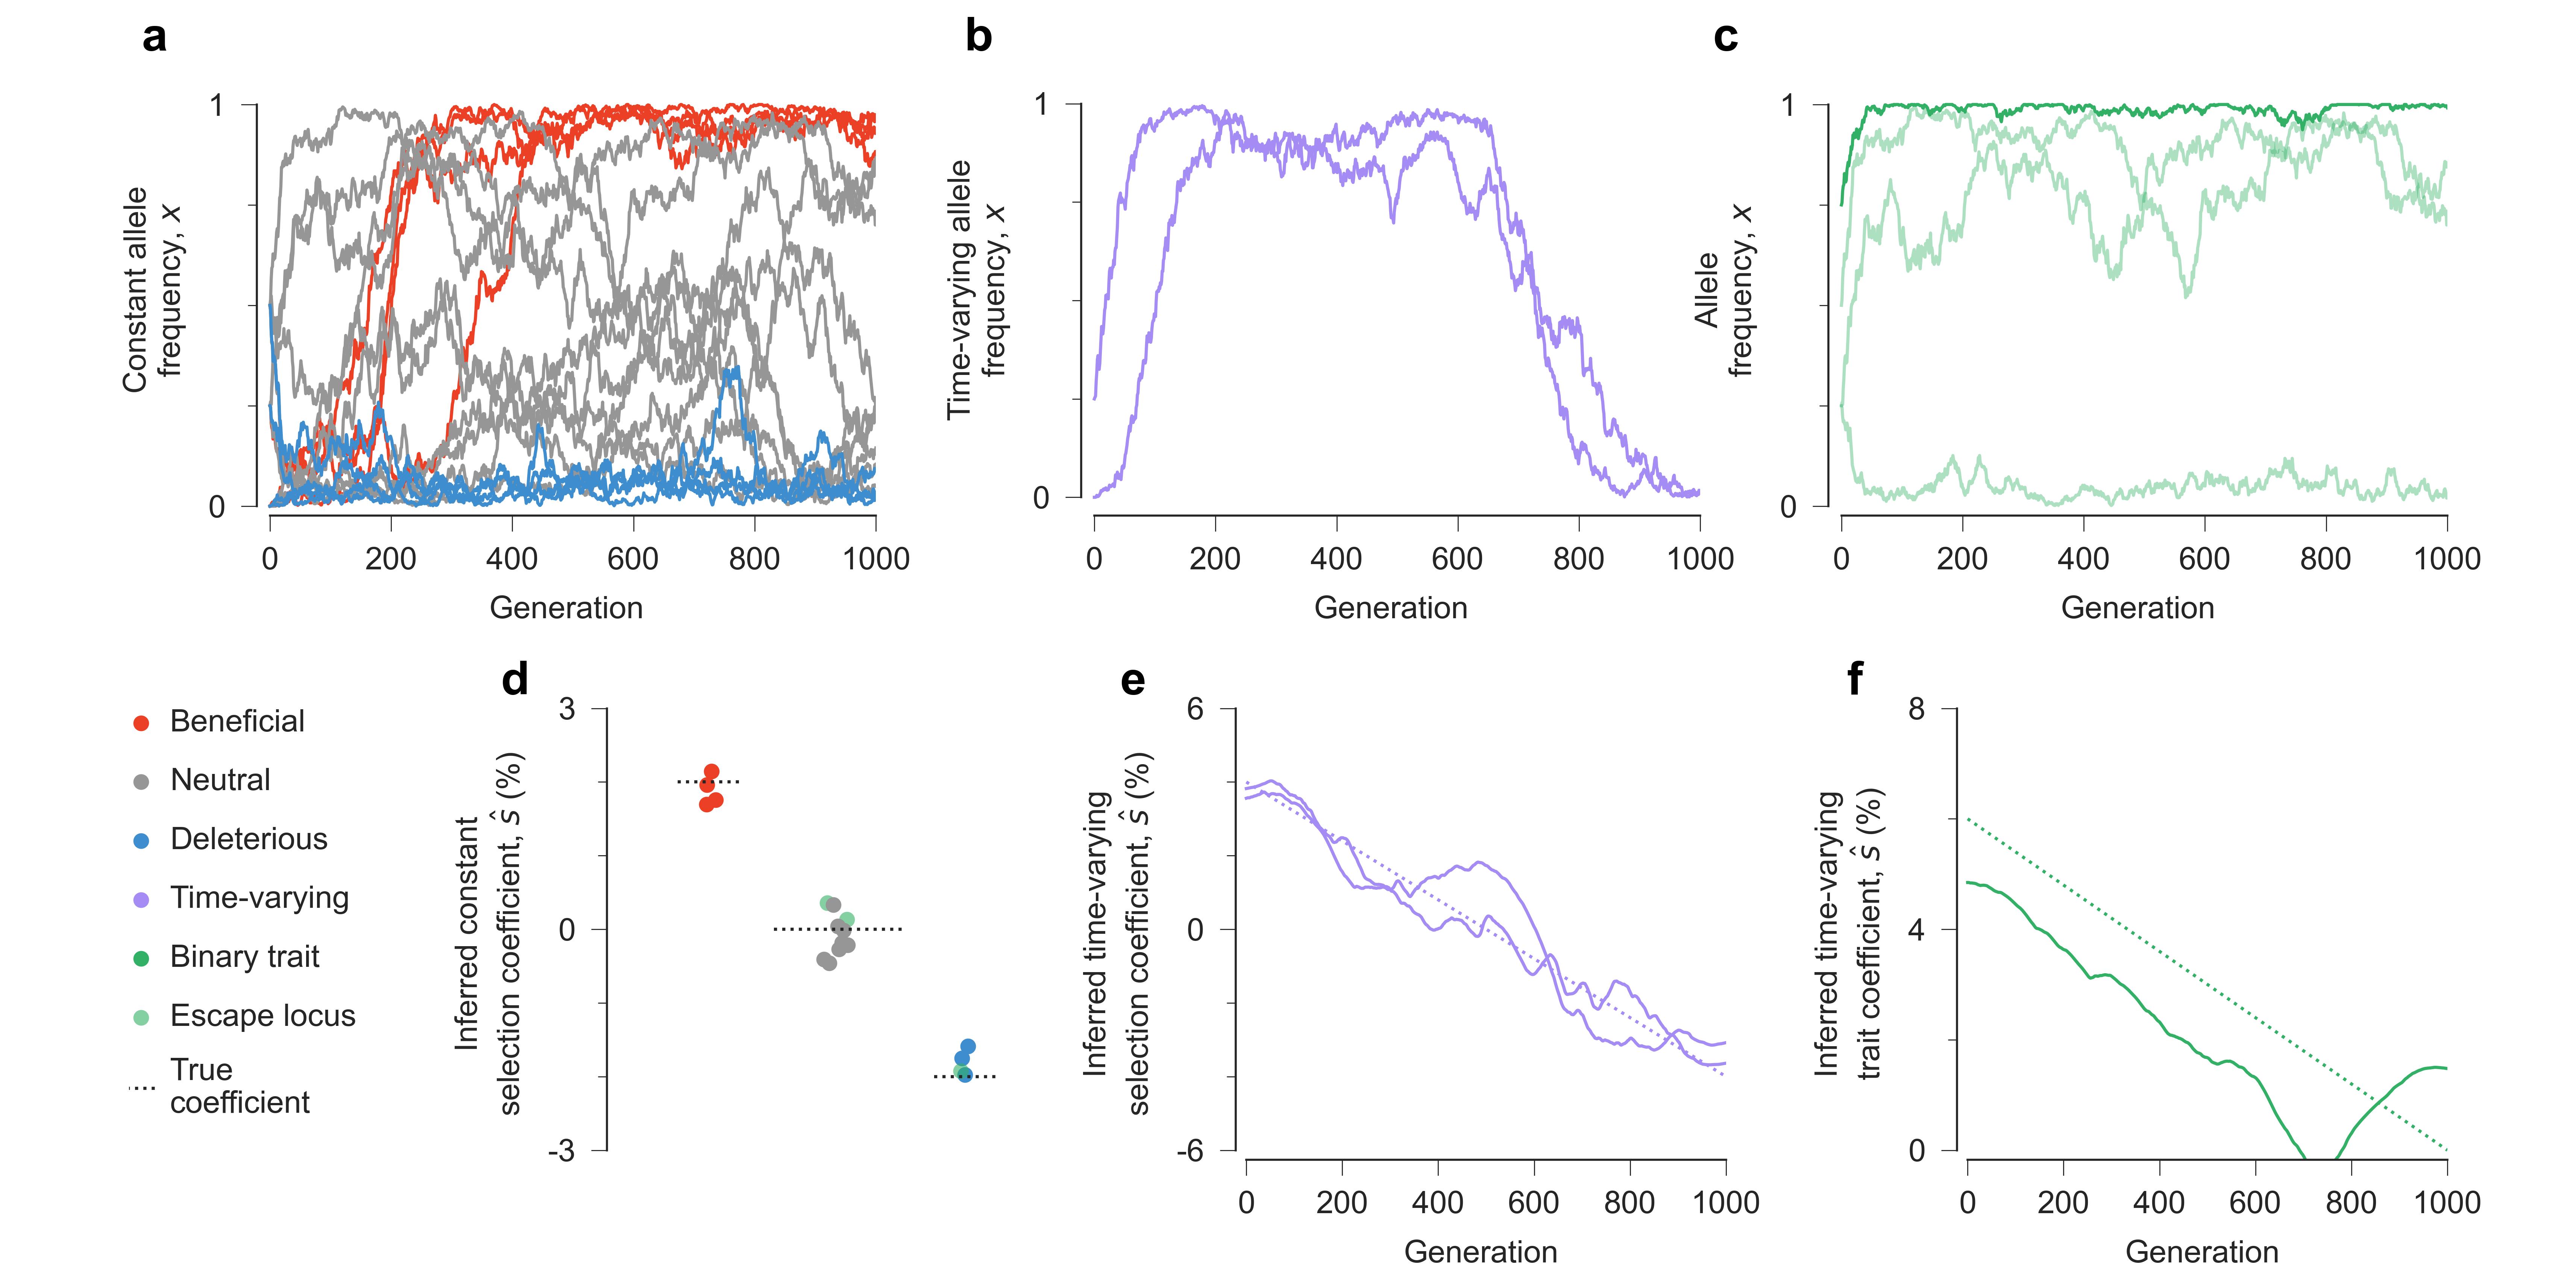 a
b
c
Constant allele
frequency, x
1
0
0 200 400 600 800 1000
Generation
Time-varying allele
frequency, x
1
0
0 200 400 600 800 1000
Generation
Allele
frequency, x
1
0
0 200 400 600 800 1000
Generation
Beneficial
Neutral
Deleterious
Time-varying
Binary trait
Escape locus
True
coefficient
d
Inferred constant
selection coefficient, ŝ (%)
3
0
-3
e
Inferred time-varying
selection coefficient, ŝ (%)
6
0
-6
0 200 400 600 800 1000
Generation
f
Inferred time-varying
trait coefficient, ŝ (%)
8
4
0
0 200 400 600 800 1000
Generation